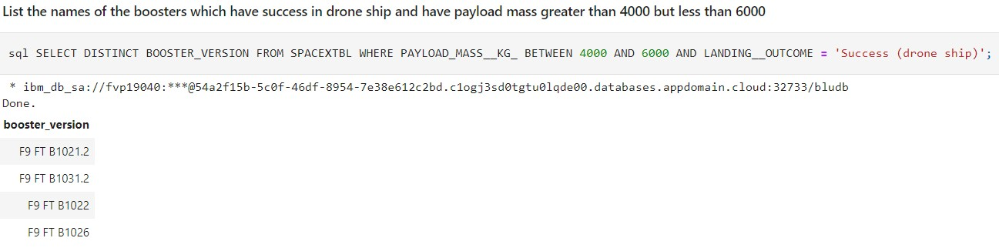 List the names of the boosters which have success in drone ship and have payload mass greater than 4000 but less than 6000
sql SELECT DISTINCT BOOSTER_VERSION FROM SPACEXTBL WHERE PAYLOAD_MASS__KG_ BETWEEN 4000 AND 6000 AND LANDING__OUTCOME = 'Success (drone ship)';
* ibm_db_sa://fvp19040:***@54a2f15b-5c0f-46df-8954-7e38e612c2bd.c1ogj3sd0tgtu0lqde00.databases.appdomain.cloud:32733/bludb
Done.
booster_version
F9 FT B1021.2
F9 FT B1031.2
F9 FT B1022
F9 FT B1026